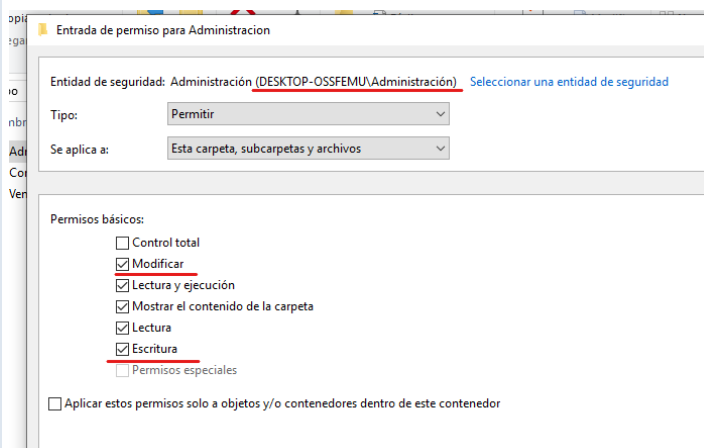 Entrada de permiso para Administracion
Entidad de seguridad: Administración (DESKTOP-OSSFEMU\Administración) Seleccionar una entidad de seguridad
Tipo: Permitir
Se aplica a: Esta carpeta, subcarpetas y archivos
Permisos básicos:
Control total
Modificar
Lectura y ejecución
Mostrar el contenido de la carpeta
Lectura
Escritura
Permisos especiales
Aplicar estos permisos solo a objetos y/o contenedores dentro de este contenedor